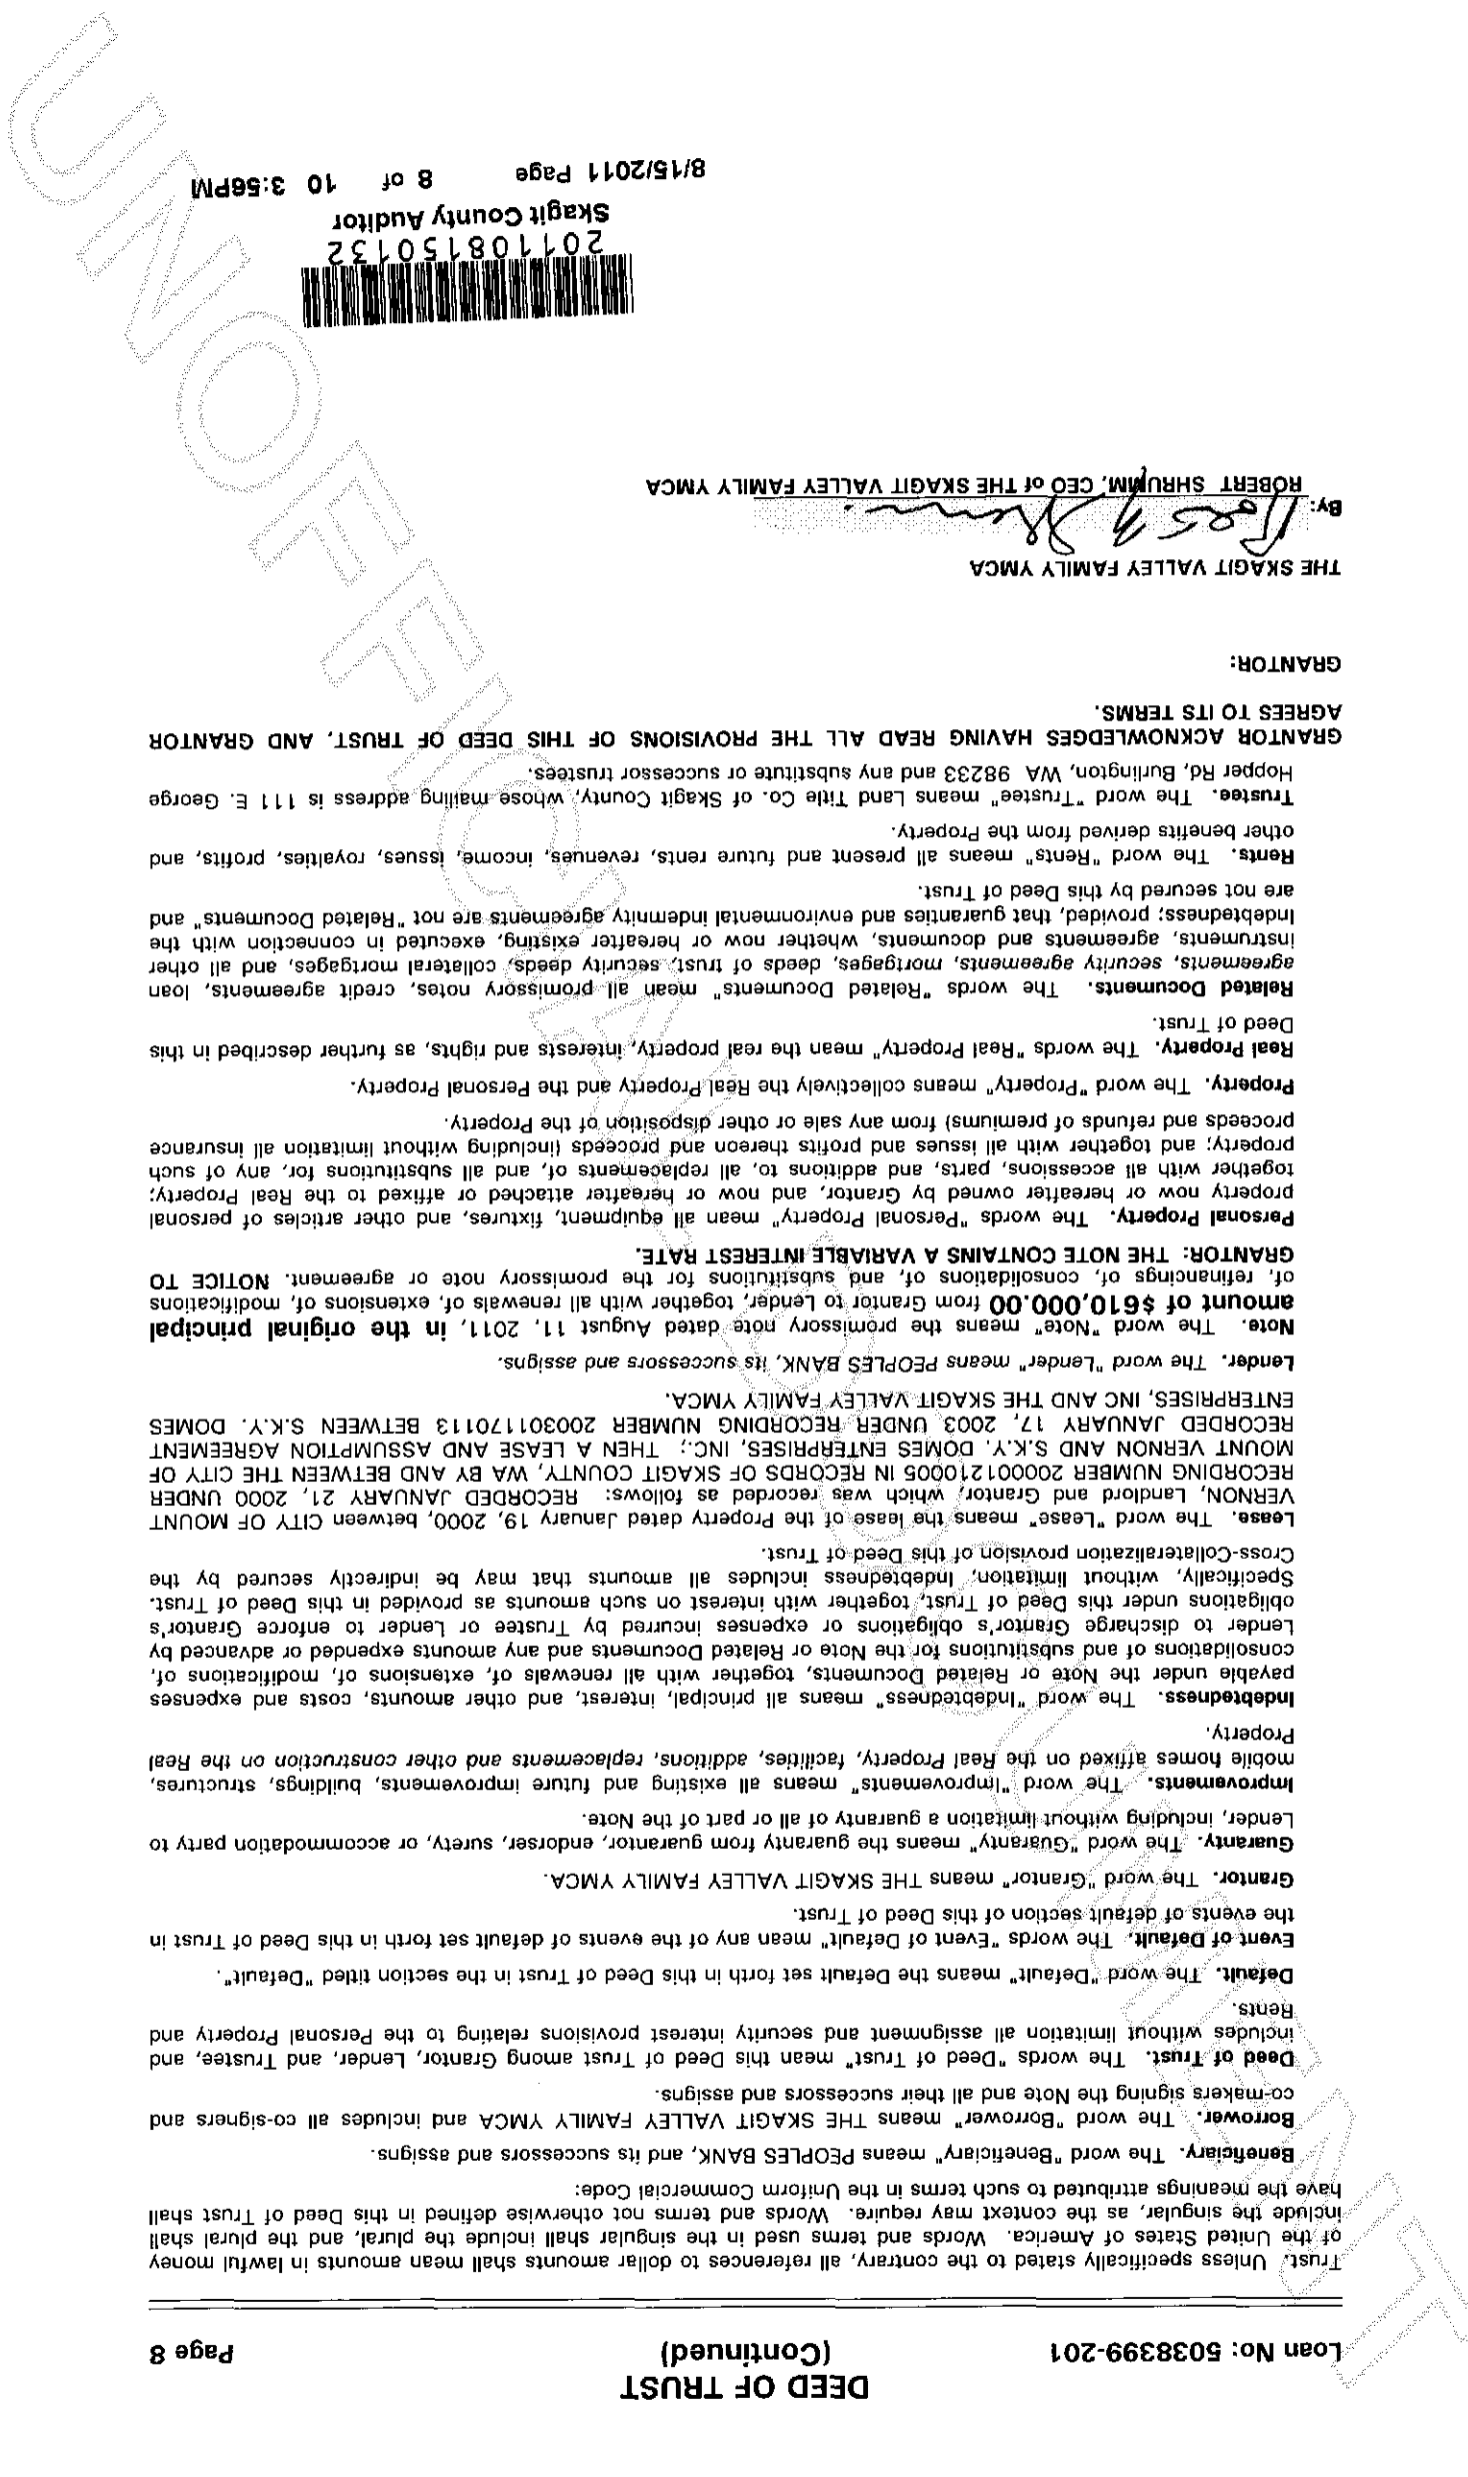 DEED OF TRUST
Loan No: 5038399-201 (Continued) Page 8
Trust. Unless specifically stated to the contrary, all references to dollar amounts shall mean amounts in lawful money
of the United States of America. Words and terms used in the singular shall include the plural, and the plural shall
include the singular, as the context may require. Words and terms not otherwise defined in this Deed of Trust shall
have the meanings attributed to such terms in the Uniform Commercial Code:
Beneficiary. The word "Beneficiary" means PEOPLES BANK, and its successors and assigns.
Borrower. The word "Borrower" means THE SKAGIT VALLEY FAMILY YMCA and includes all co-signers and
co-makers signing the Note and all their successors and assigns.
Deed of Trust. The words "Deed of Trust" mean this Deed of Trust among Grantor, Lender, and Trustee, and
includes without limitation all assignment and security interest provisions relating to the Personal Property and
Rents.
Default. The word "Default" means the Default set forth in this Deed of Trust in the section titled "Default".
Event of Default. The words "Event of Default" mean any of the events of default set forth in this Deed of Trust in
the events of default section of this Deed of Trust.
Grantor. The word "Grantor" means THE SKAGIT VALLEY FAMILY YMCA.
Guaranty. The word "Guaranty" means the guaranty from guarantor, endorser, surety, or accommodation party to
Lender, including without limitation a guaranty of all or part of the Note.
Improvements. The word "Improvements" means all existing and future improvements, buildings, structures,
mobile homes affixed on the Real Property, facilities, additions, replacements and other construction on the Real
Property.
Indebtedness. The word "Indebtedness" means all principal, interest, and other amounts, costs and expenses
payable under the Note or Related Documents, together with all renewals of, extensions of, modifications of,
consolidations of and substitutions for the Note or Related Documents and any amounts expended or advanced by
Lender to discharge Grantor's obligations or expenses incurred by Trustee or Lender to enforce Grantor's
obligations under this Deed of Trust, together with interest on such amounts as provided in this Deed of Trust.
Specifically, without limitation, Indebtedness includes all amounts that may be indirectly secured by the
Cross-Collateralization provision of this Deed of Trust.
Lease. The word "Lease" means the lease of the Property dated January 19, 2000, between CITY OF MOUNT
VERNON, Landlord and Grantor, which was recorded as follows: RECORDED JANUARY 21, 2000 UNDER
RECORDING NUMBER 200001210005 IN RECORDS OF SKAGIT COUNTY, WA BY AND BETWEEN THE CITY OF
MOUNT VERNON AND S.K.Y. DOMES ENTERPRISES, INC.; THEN A LEASE AND ASSUMPTION AGREEMENT
RECORDED JANUARY 17, 2003 UNDER RECORDING NUMBER 200301170113 BETWEEN S.K.Y. DOMES
ENTERPRISES, INC AND THE SKAGIT VALLEY FAMILY YMCA.
Lender. The word "Lender" means PEOPLES BANK, its successors and assigns.
Note. The word "Note" means the promissory note dated August 11, 2011, in the original principal
amount of $610,000.00 from Grantor to Lender, together with all renewals of, extensions of, modifications
of, refinancings of, consolidations of, and substitutions for the promissory note or agreement. NOTICE TO
GRANTOR: THE NOTE CONTAINS A VARIABLE INTEREST RATE.
Personal Property. The words "Personal Property" mean all equipment, fixtures, and other articles of personal
property now or hereafter owned by Grantor, and now or hereafter attached or affixed to the Real Property;
together with all accessions, parts, and additions to, all replacements of, and all substitutions for, any of such
property; and together with all issues and profits thereon and proceeds (including without limitation all insurance
proceeds and refunds of premiums) from any sale or other disposition of the Property.
Property. The word "Property" means collectively the Real Property and the Personal Property.
Real Property. The words "Real Property" mean the real property, interests and rights, as further described in this
Deed of Trust.
Related Documents. The words "Related Documents" mean all promissory notes, credit agreements, loan
agreements, security agreements, mortgages, deeds of trust, security deeds, collateral mortgages, and all other
instruments, agreements and documents, whether now or hereafter existing, executed in connection with the
Indebtedness; provided, that guaranties and environmental indemnity agreements are not "Related Documents" and
are not secured by this Deed of Trust.
Rents. The word "Rents" means all present and future rents, revenues, income, issues, royalties, profits, and
other benefits derived from the Property.
Trustee. The word "Trustee" means Land Title Co. of Skagit County, whose mailing address is 111 E. George
Hopper Rd, Burlington, WA 98233 and any substitute or successor trustees.
GRANTOR ACKNOWLEDGES HAVING READ ALL THE PROVISIONS OF THIS DEED OF TRUST, AND GRANTOR
AGREES TO ITS TERMS.
GRANTOR:
THE SKAGIT VALLEY FAMILY YMCA
By:
ROBERT SHRUMM, CEO of THE SKAGIT VALLEY FAMILY YMCA
201108150132
Skagit County Auditor
8/15/2011 Page 8 of 10 3:56PM
UNOFFICIAL DOCUMENT